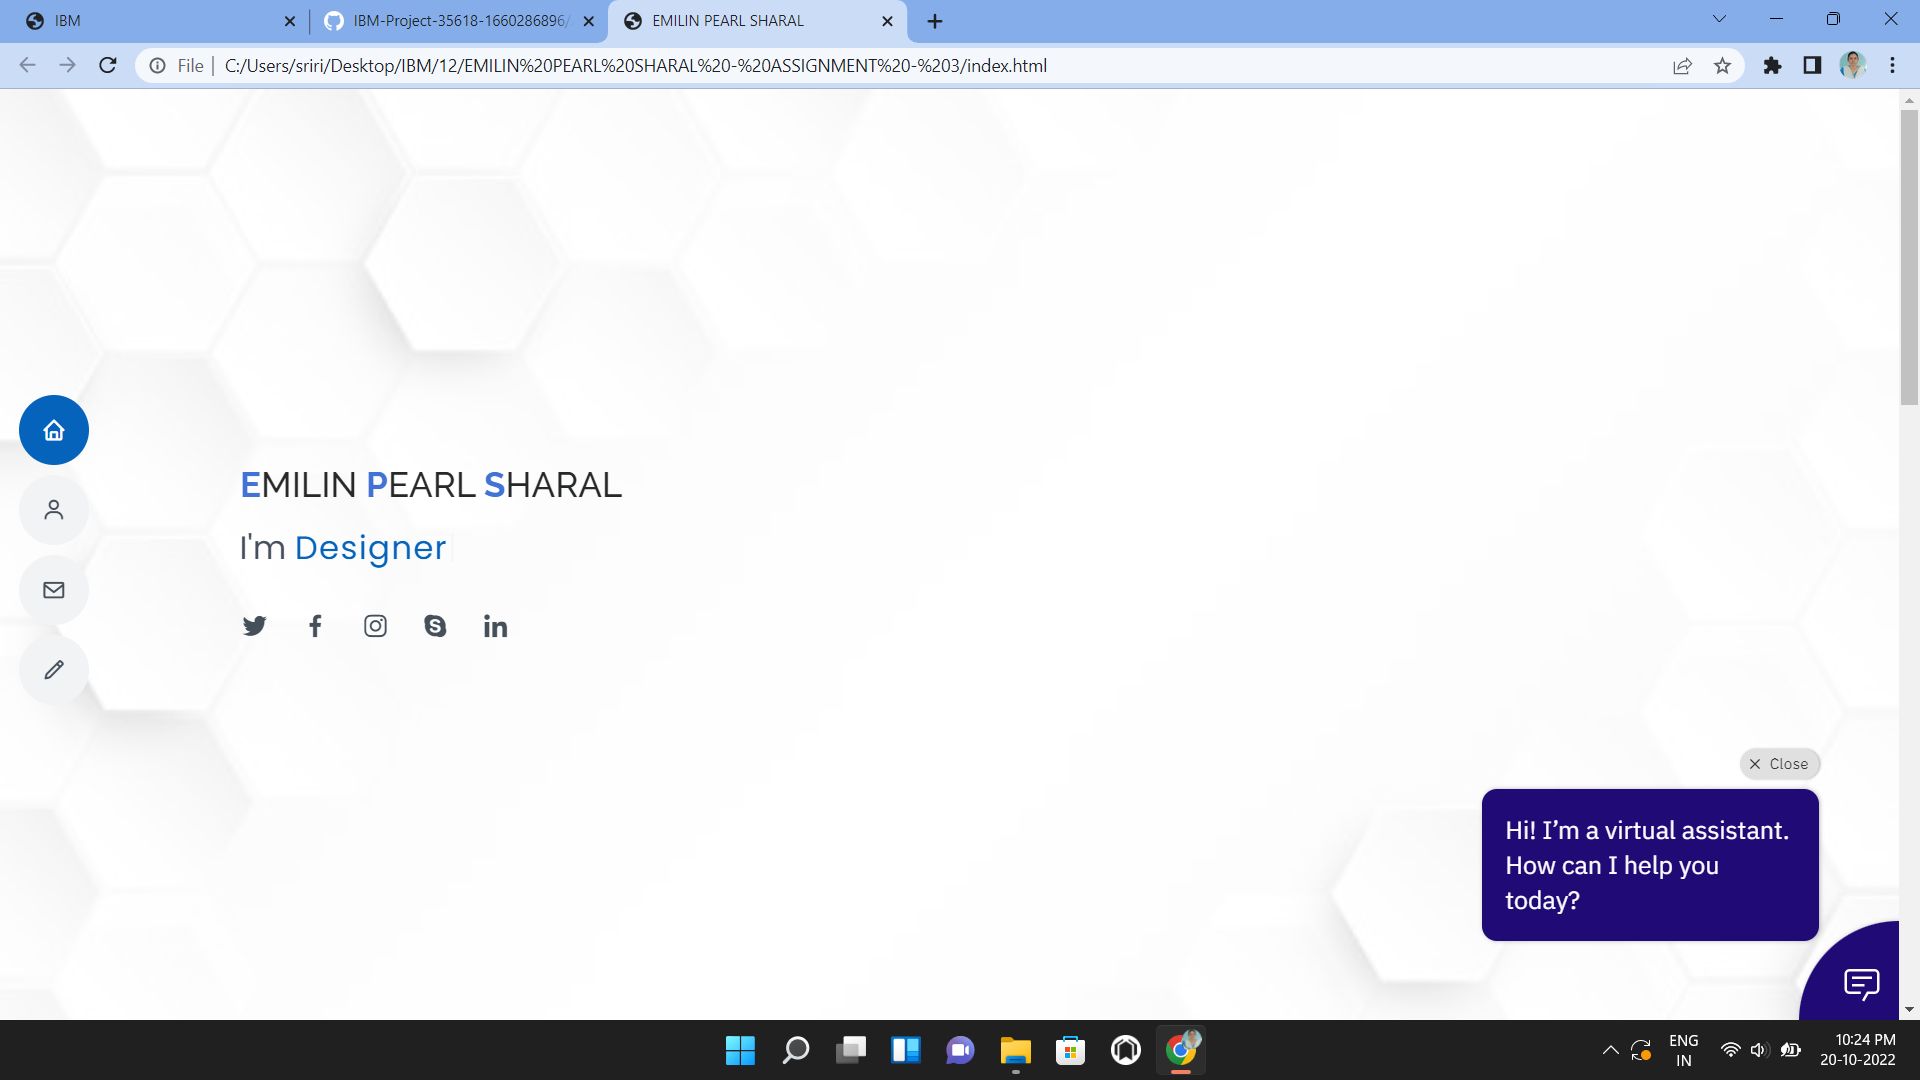 IBM
IBM-Project-35618-1660286896/
EMILIN PEARL SHARAL
File
C:/Users/sriri/Desktop/IBM/12/EMILIN%20PEARL%20SHARAL%20-%20ASSIGNMENT%20-%203/index.html
EMILIN PEARL SHARAL
I'm Designer
Close
Hi! I’m a virtual assistant.
How can I help you
today?
ENG
IN
10:24 PM
20-10-2022